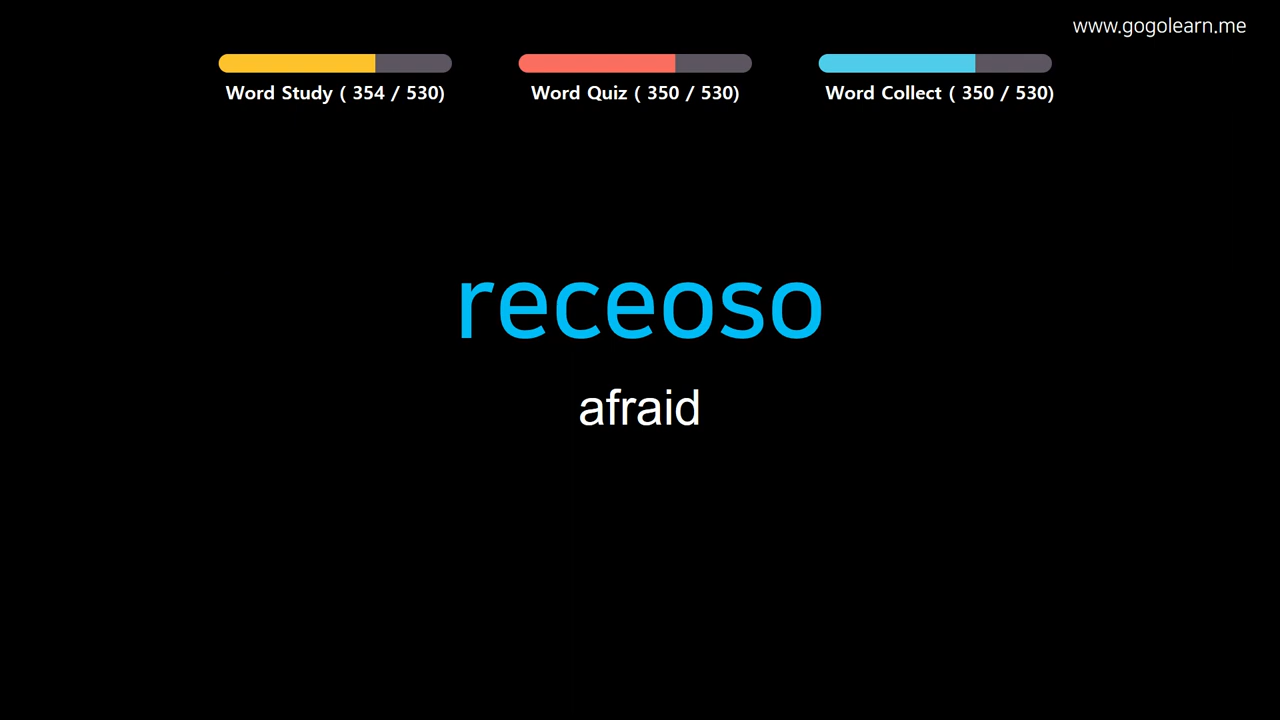 www.gogolearn.me
Word Study ( 354 / 530)
Word Quiz ( 350 / 530)
Word Collect ( 350 / 530)
receoso
afraid